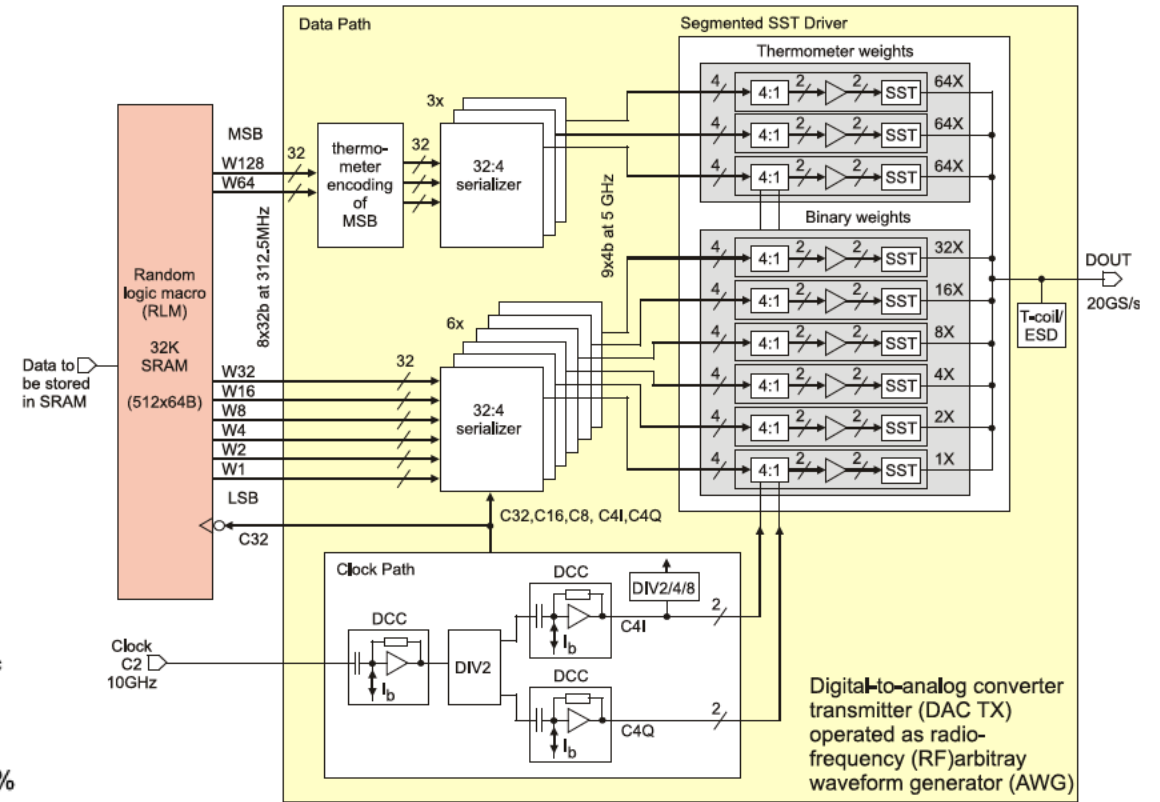 Data Path
Segmented SST Driver
Thermometer weights
4
4:1
2
2
SST
64X
4
4:1
2
2
SST
64X
4
4:1
2
2
SST
64X
Binary weights
4
4:1
2
2
SST
32X
4
4:1
2
2
SST
16X
4
4:1
2
2
SST
8X
4
4:1
2
2
SST
4X
4
4:1
2
2
SST
2X
4
4:1
2
2
SST
1X
DOUT
20GS/s
T-coil/
ESD
MSB
W128
W64
32
thermo-
meter
encoding
of
MSB
32
3x
32:4
serializer
9x4b at 5 GHz
8x32b at 312.5MHz
Random
logic macro
(RLM)
32K
SRAM
(512x64B)
Data to
be stored
in SRAM
W32
W16
W8
W4
W2
W1
LSB
32
6x
32:4
serializer
C32
C32,C16,C8, C4I,C4Q
Clock Path
DCC
Ib
DIV2
DCC
Ib
C4I
DIV2/4/8
2
DCC
Ib
C4Q
2
Clock
C2
10GHz
Digital-to-analog converter
transmitter (DAC TX)
operated as radio-
frequency (RF)arbitray
waveform generator (AWG)
%